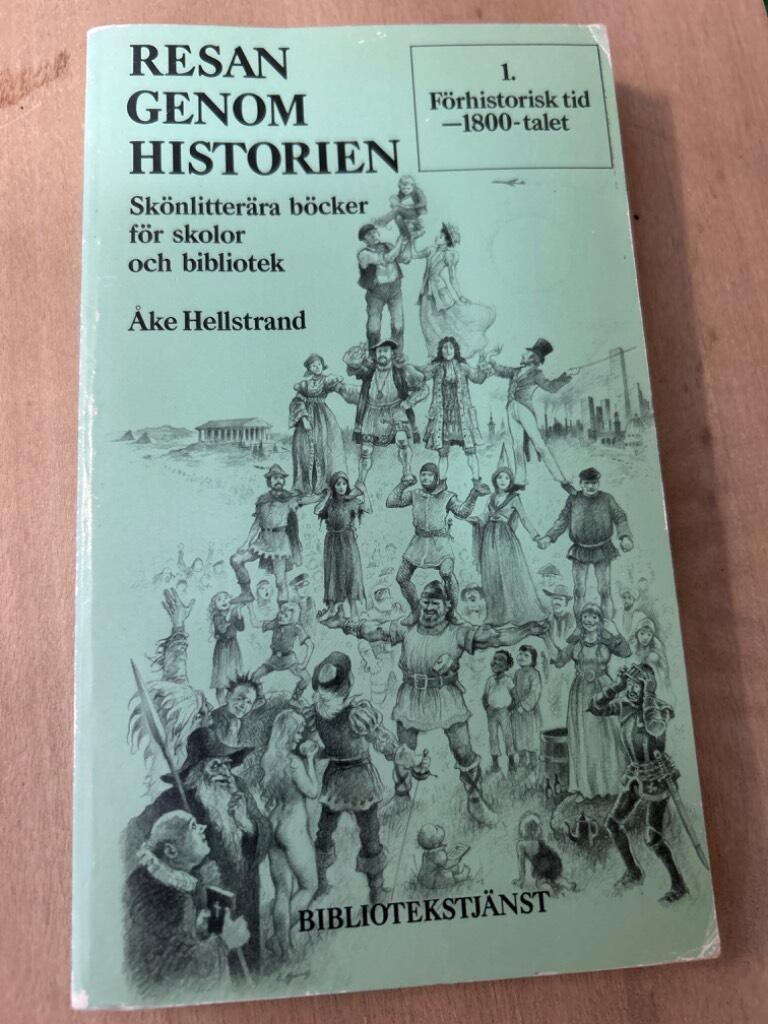 RESAN
GENOM
HISTORIEN
1.
Förhistorisk tid
—1800-talet
Skönlitterära böcker
för skolor
och bibliotek
Åke Hellstrand
BIBLIOTEKSTJÄNST